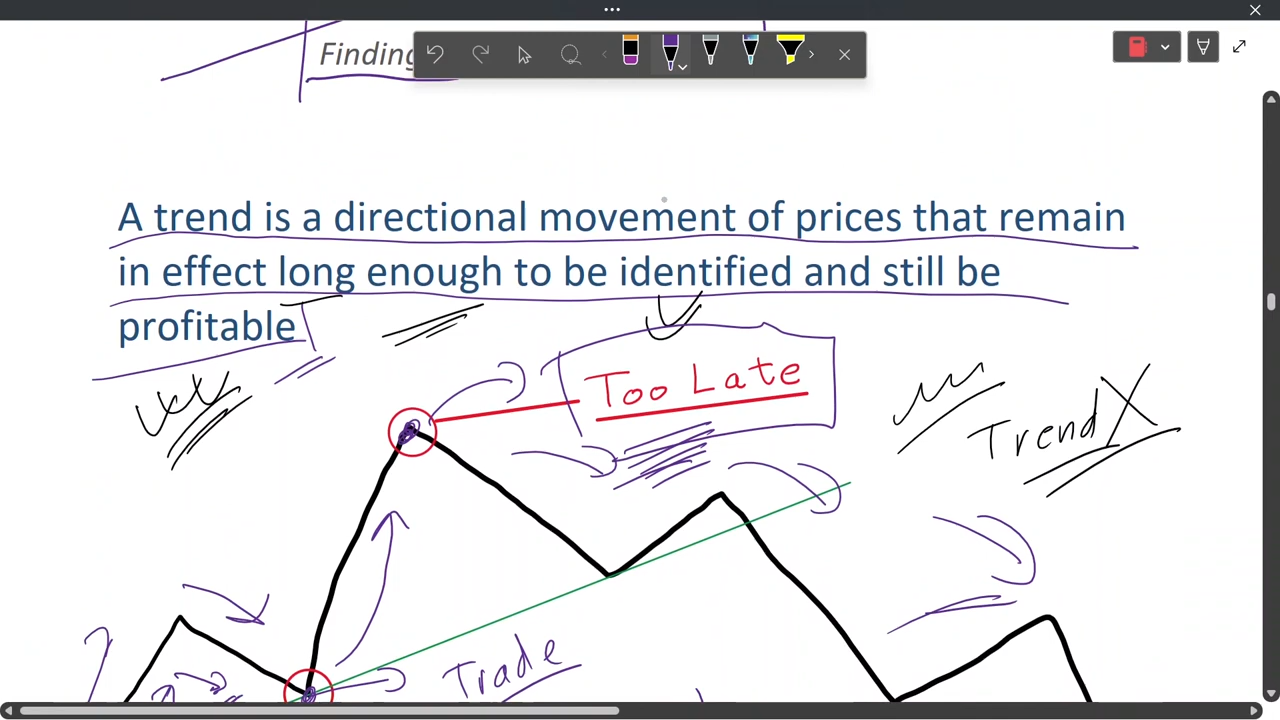 Finding
A trend is a directional movement of prices that remain
in effect long enough to be identified and still be
profitable
Too Late
Trend X
Trade